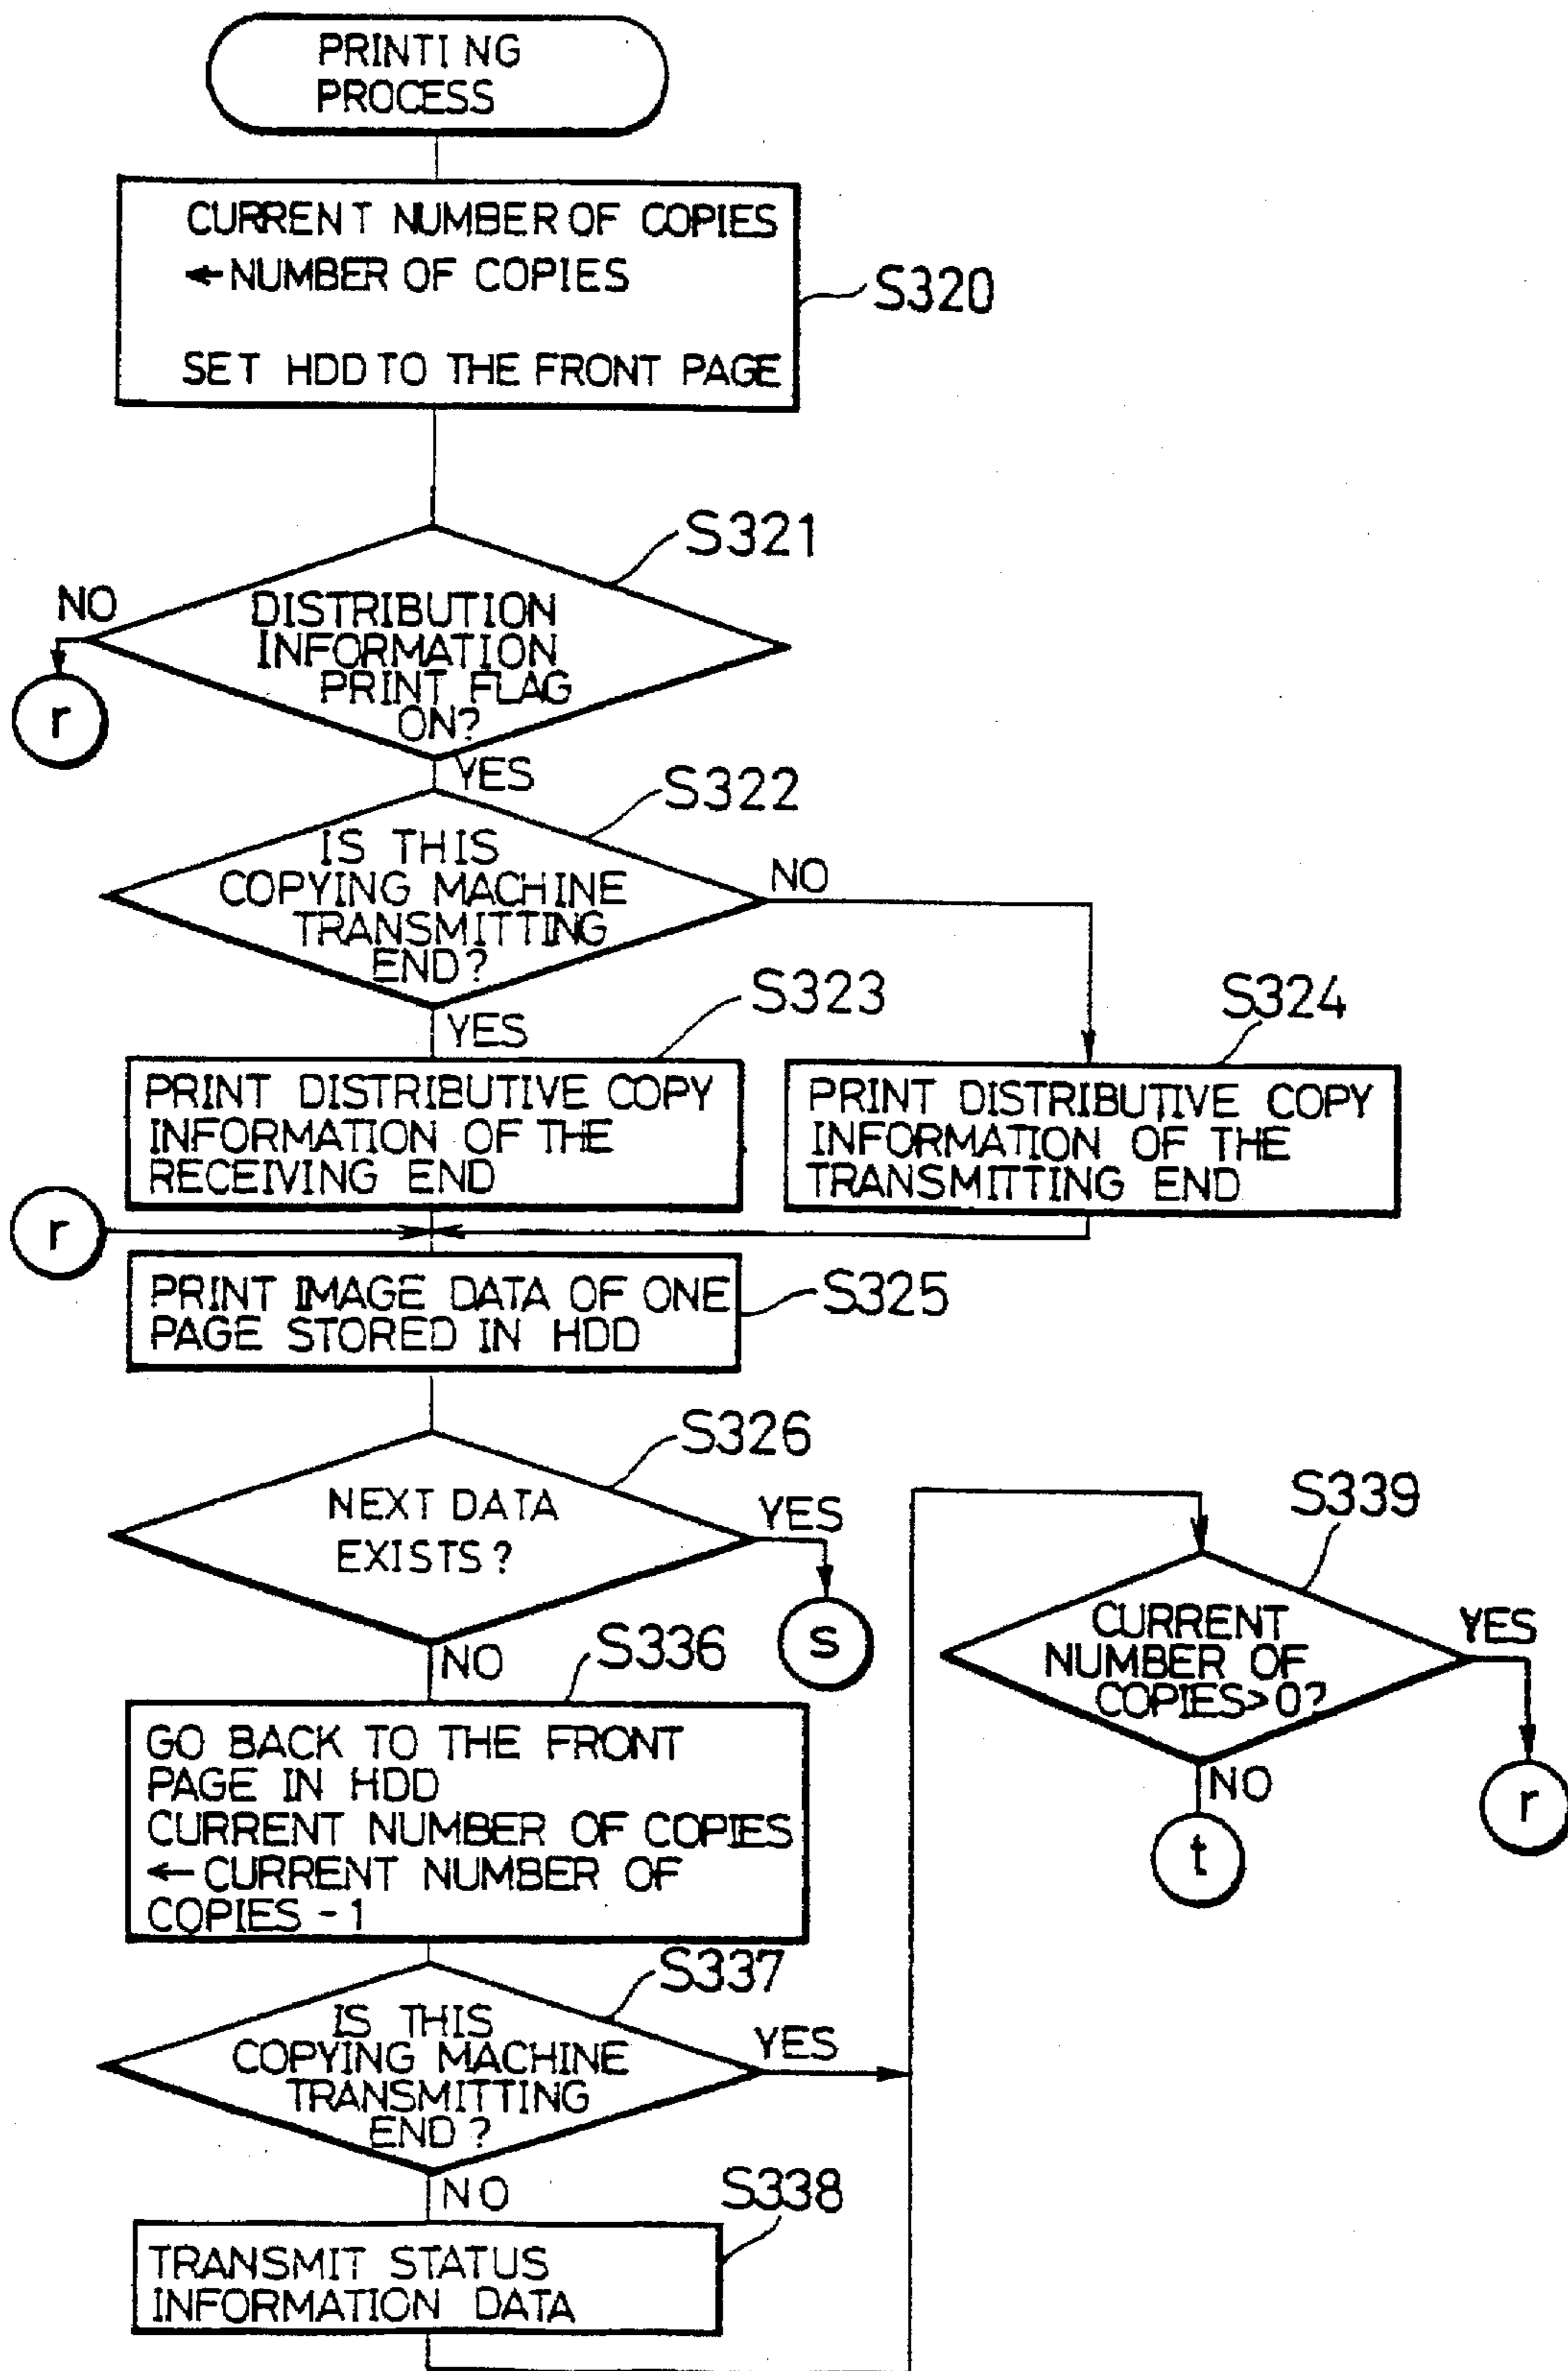 PRINTING
PROCESS
CURRENT NUMBER OF COPIES
←NUMBER OF COPIES
S320
SET HDD TO THE FRONT PAGE
S321
NO
DISTRIBUTION
INFORMATION
PRINT FLAG
ON?
r
YES
S322
IS THIS
COPYING MACHINE
TRANSMITTING
END?
NO
S323
S324
YES
PRINT DISTRIBUTIVE COPY
INFORMATION OF THE
RECEIVING END
PRINT DISTRIBUTIVE COPY
INFORMATION OF THE
TRANSMITTING END
r
PRINT IMAGE DATA OF ONE
PAGE STORED IN HDD
S325
S326
NEXT DATA
EXISTS?
YES
s
NO
S336
GO BACK TO THE FRONT
PAGE IN HDD
CURRENT NUMBER OF COPIES
← CURRENT NUMBER OF
COPIES - 1
S337
IS THIS
COPYING MACHINE
TRANSMITTING
END?
YES
NO
S338
TRANSMIT STATUS
INFORMATION DATA
S339
CURRENT
NUMBER OF
COPIES>0?
YES
r
NO
t